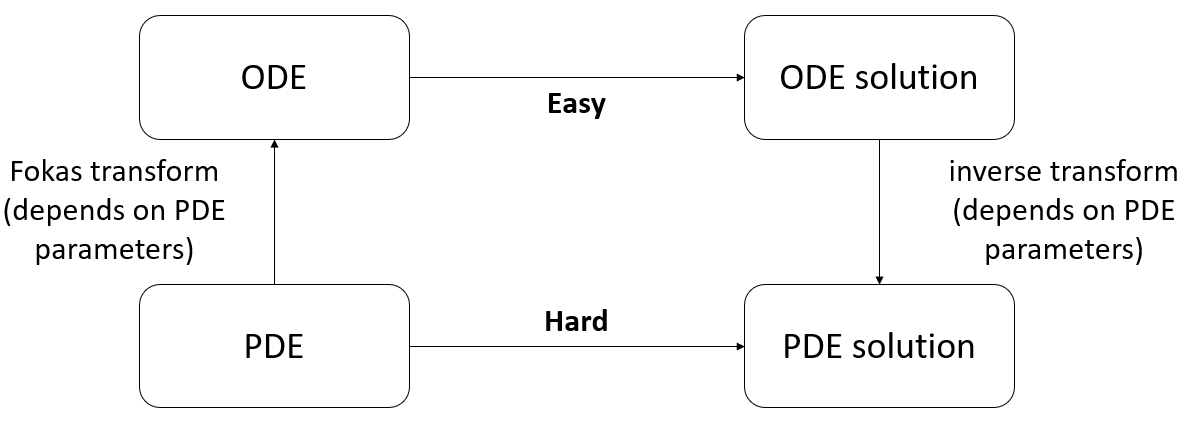 ODE
ODE solution
Easy
Fokas transform
(depends on PDE
parameters)
inverse transform
(depends on PDE
parameters)
Hard
PDE
PDE solution